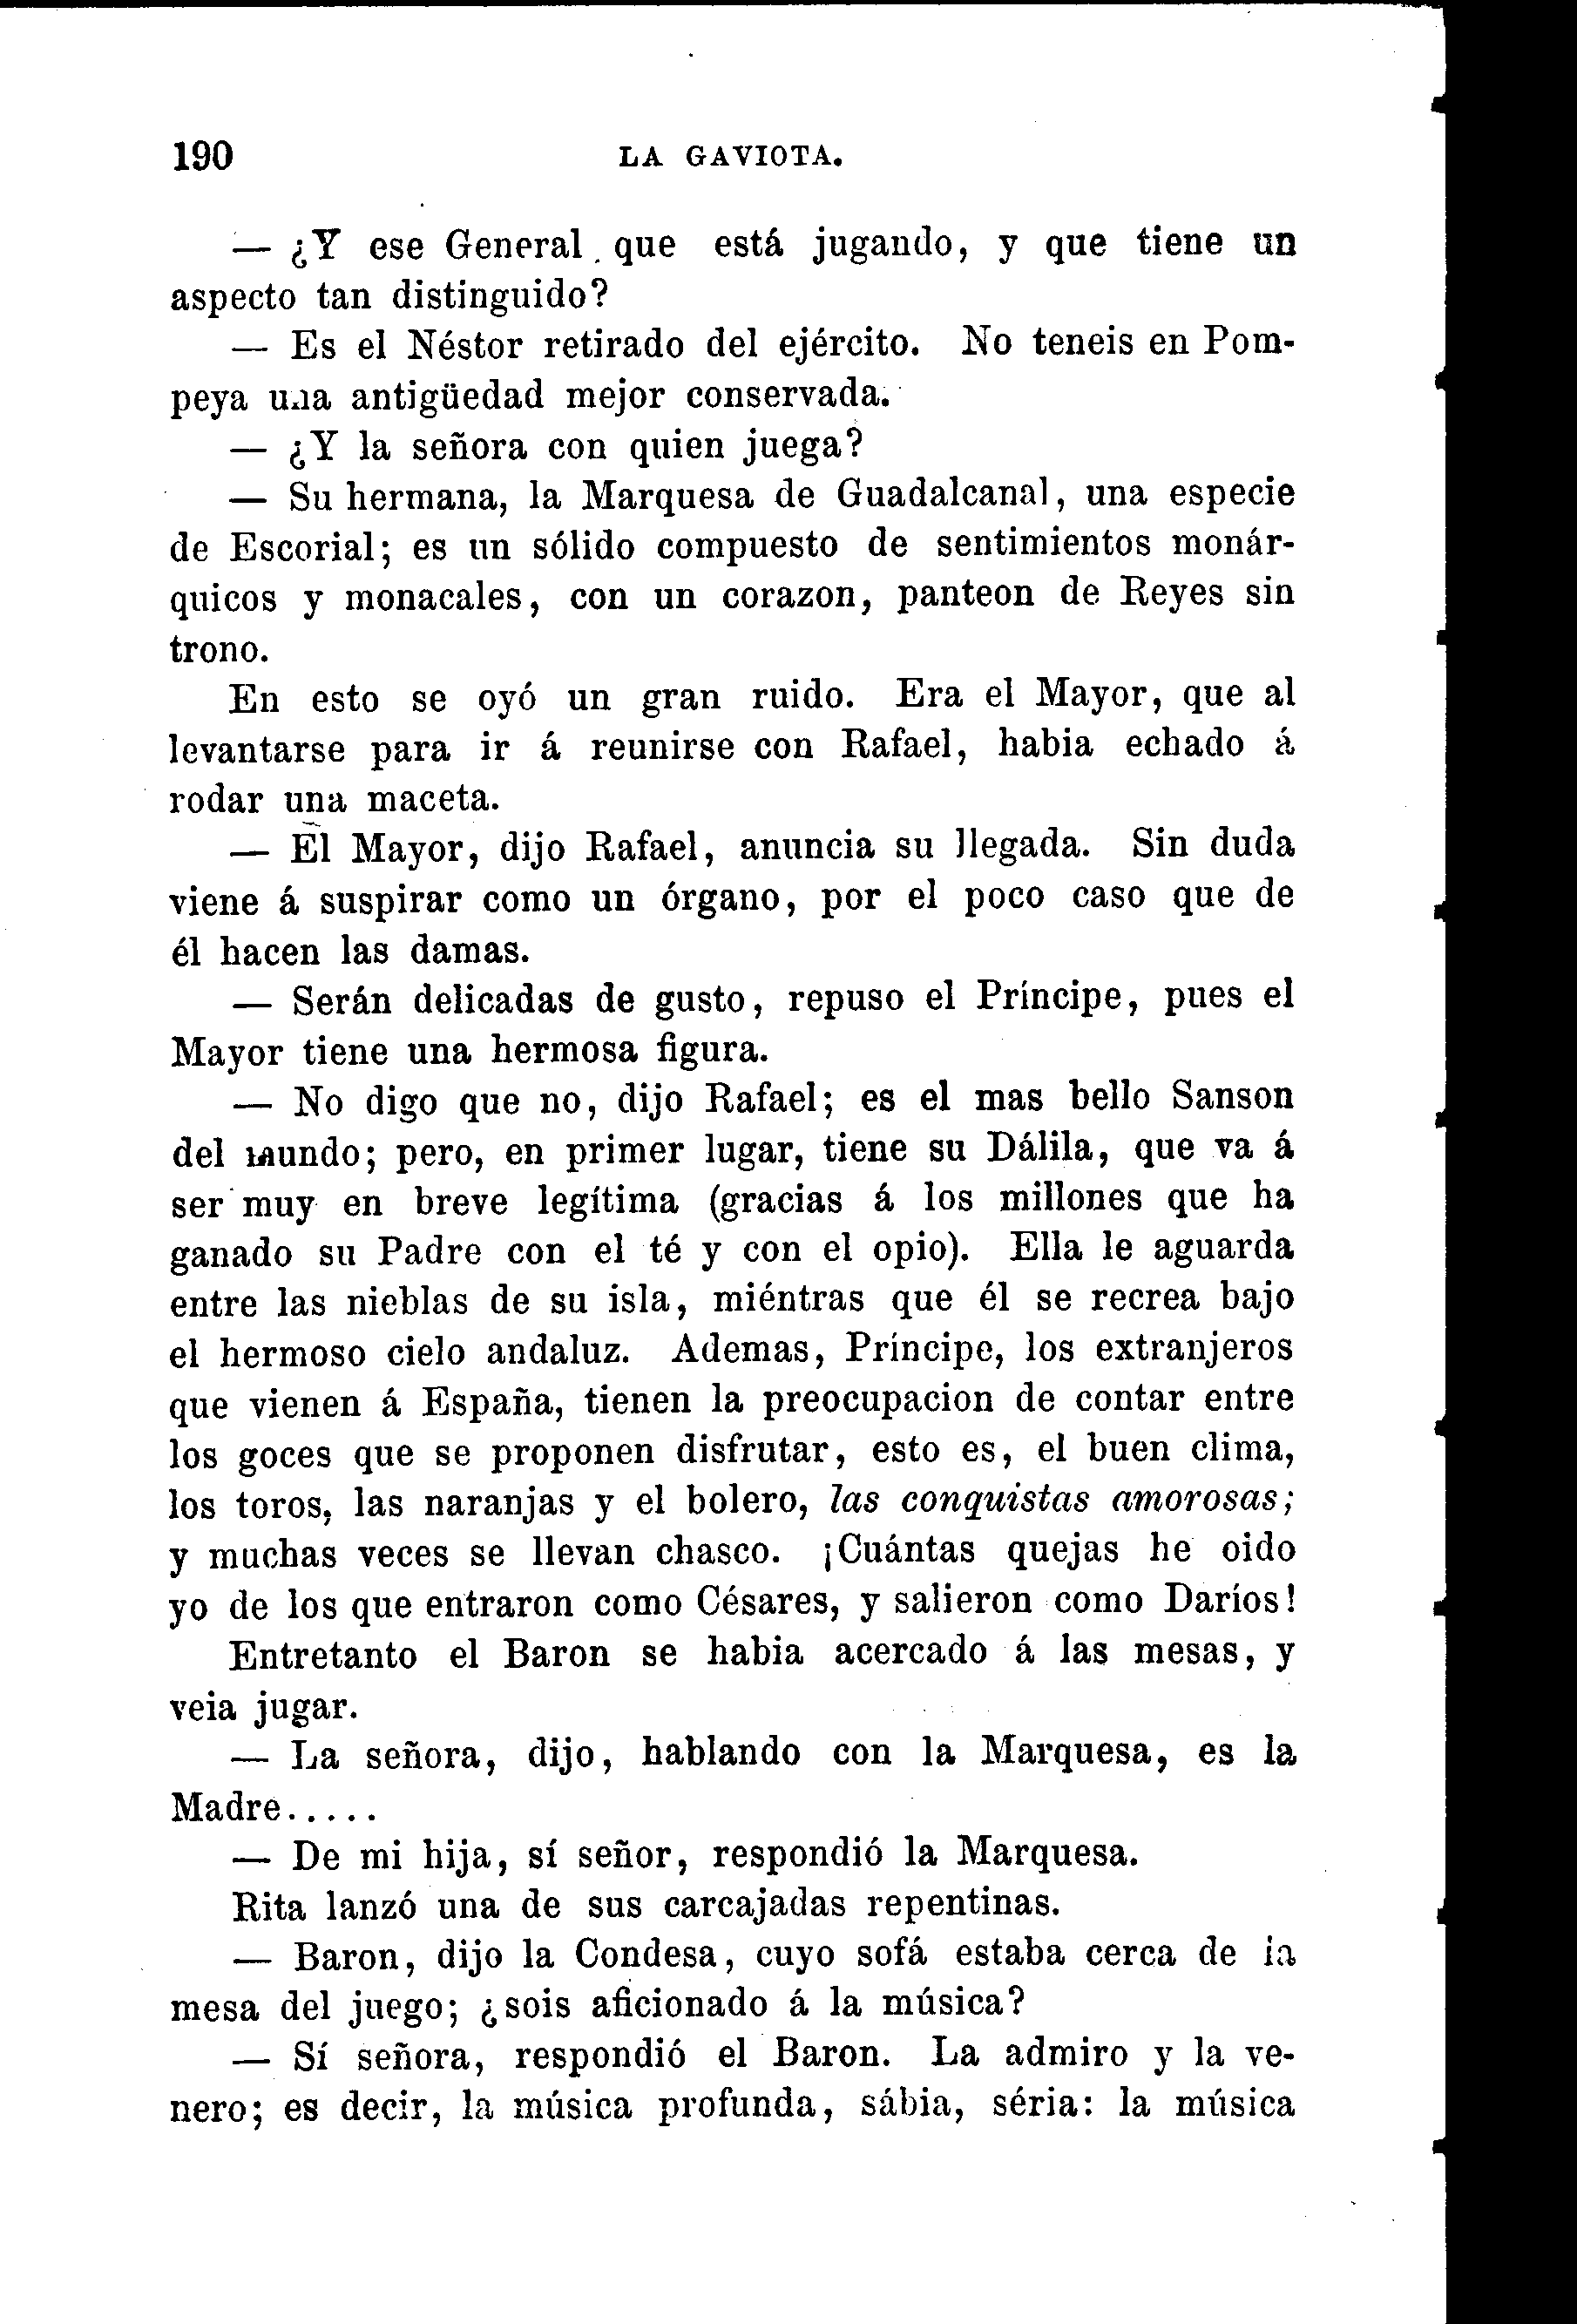 190 LA GAVIOTA.
— ¿Y ese General que está jugando, y que tiene un
aspecto tan distinguido?
— Es el Néstor retirado del ejército. No teneis en Pom-
peya una antigüedad mejor conservada.
— ¿Y la señora con quien juega?
— Su hermana, la Marquesa de Guadalcanal, una especie
de Escorial; es un sólido compuesto de sentimientos monár-
quicos y monacales, con un corazon, panteon de Reyes sin
trono.
En esto se oyó un gran ruido. Era el Mayor, que al
levantarse para ir á reunirse con Rafael, habia echado á
rodar una maceta.
— El Mayor, dijo Rafael, anuncia su llegada. Sin duda
viene á suspirar como un órgano, por el poco caso que de
él hacen las damas.
— Serán delicadas de gusto, repuso el Príncipe, pues el
Mayor tiene una hermosa figura.
— No digo que no, dijo Rafael; es el mas bello Sanson
del mundo; pero, en primer lugar, tiene su Dálila, que va á
ser muy en breve legítima (gracias á los millones que ha
ganado su Padre con el té y con el opio). Ella le aguarda
entre las nieblas de su isla, miéntras que él se recrea bajo
el hermoso cielo andaluz. Ademas, Príncipe, los extranjeros
que vienen á España, tienen la preocupacion de contar entre
los goces que se proponen disfrutar, esto es, el buen clima,
los toros, las naranjas y el bolero, las conquistas amorosas;
y muchas veces se llevan chasco. ¡Cuántas quejas he oido
yo de los que entraron como Césares, y salieron como Daríos!
Entretanto el Baron se habia acercado á las mesas, y
veia jugar.
— La señora, dijo, hablando con la Marquesa, es la
Madre.....
— De mi hija, sí señor, respondió la Marquesa.
Rita lanzó una de sus carcajadas repentinas.
— Baron, dijo la Condesa, cuyo sofá estaba cerca de la
mesa del juego; ¿sois aficionado á la música?
— Sí señora, respondió el Baron. La admiro y la ve-
nero; es decir, la música profunda, sábia, séria: la música